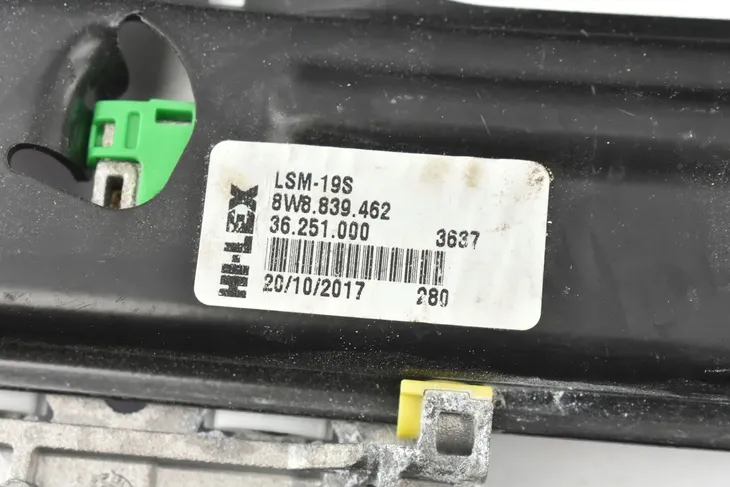 HI-LEX
LSM-19S
8W8.839.462
36.251.000 3637
20/10/2017 280